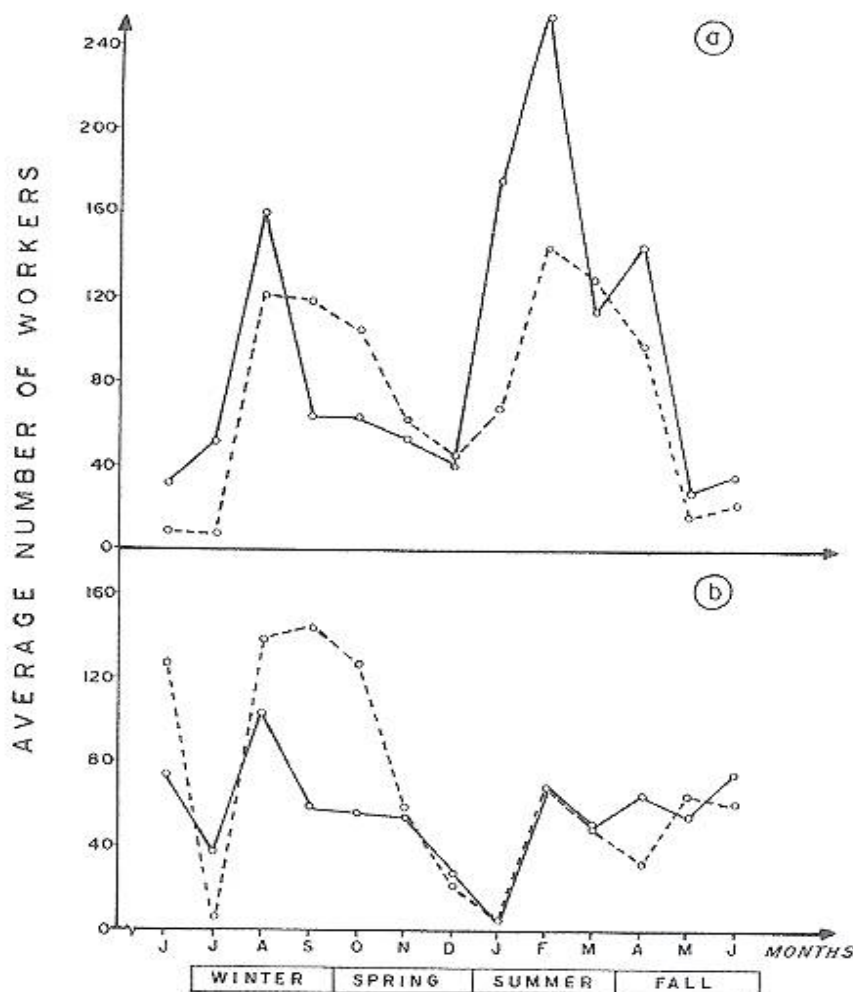 AVERAGE NUMBER OF WORKERS
a
240
200
160
120
80
40
0
b
160
120
80
40
0
J J A S O N D J F M A M J MONTHS
WINTER SPRING SUMMER FALL